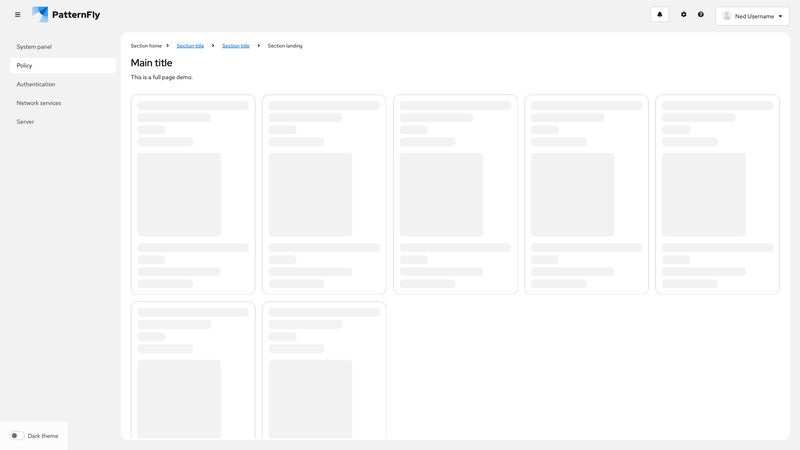 PatternFly
Ned Username
System panel
Policy
Authentication
Network services
Server
Section home Section title Section title Section landing
Main title
This is a full page demo.
Dark theme